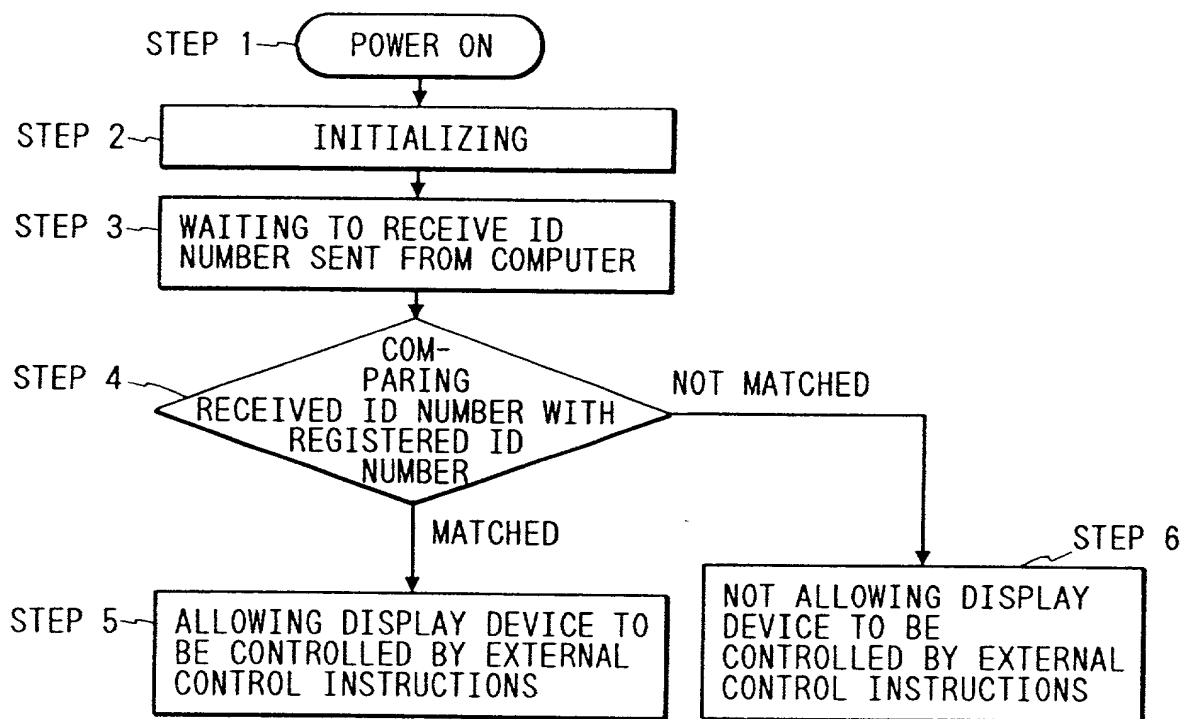 STEP 1
POWER ON
STEP 2
INITIALIZING
STEP 3
WAITING TO RECEIVE ID
NUMBER SENT FROM COMPUTER
STEP 4
COM-
PARING
RECEIVED ID NUMBER WITH
REGISTERED ID
NUMBER
NOT MATCHED
MATCHED
STEP 5
ALLOWING DISPLAY DEVICE TO
BE CONTROLLED BY EXTERNAL
CONTROL INSTRUCTIONS
STEP 6
NOT ALLOWING DISPLAY
DEVICE TO BE
CONTROLLED BY EXTERNAL
CONTROL INSTRUCTIONS